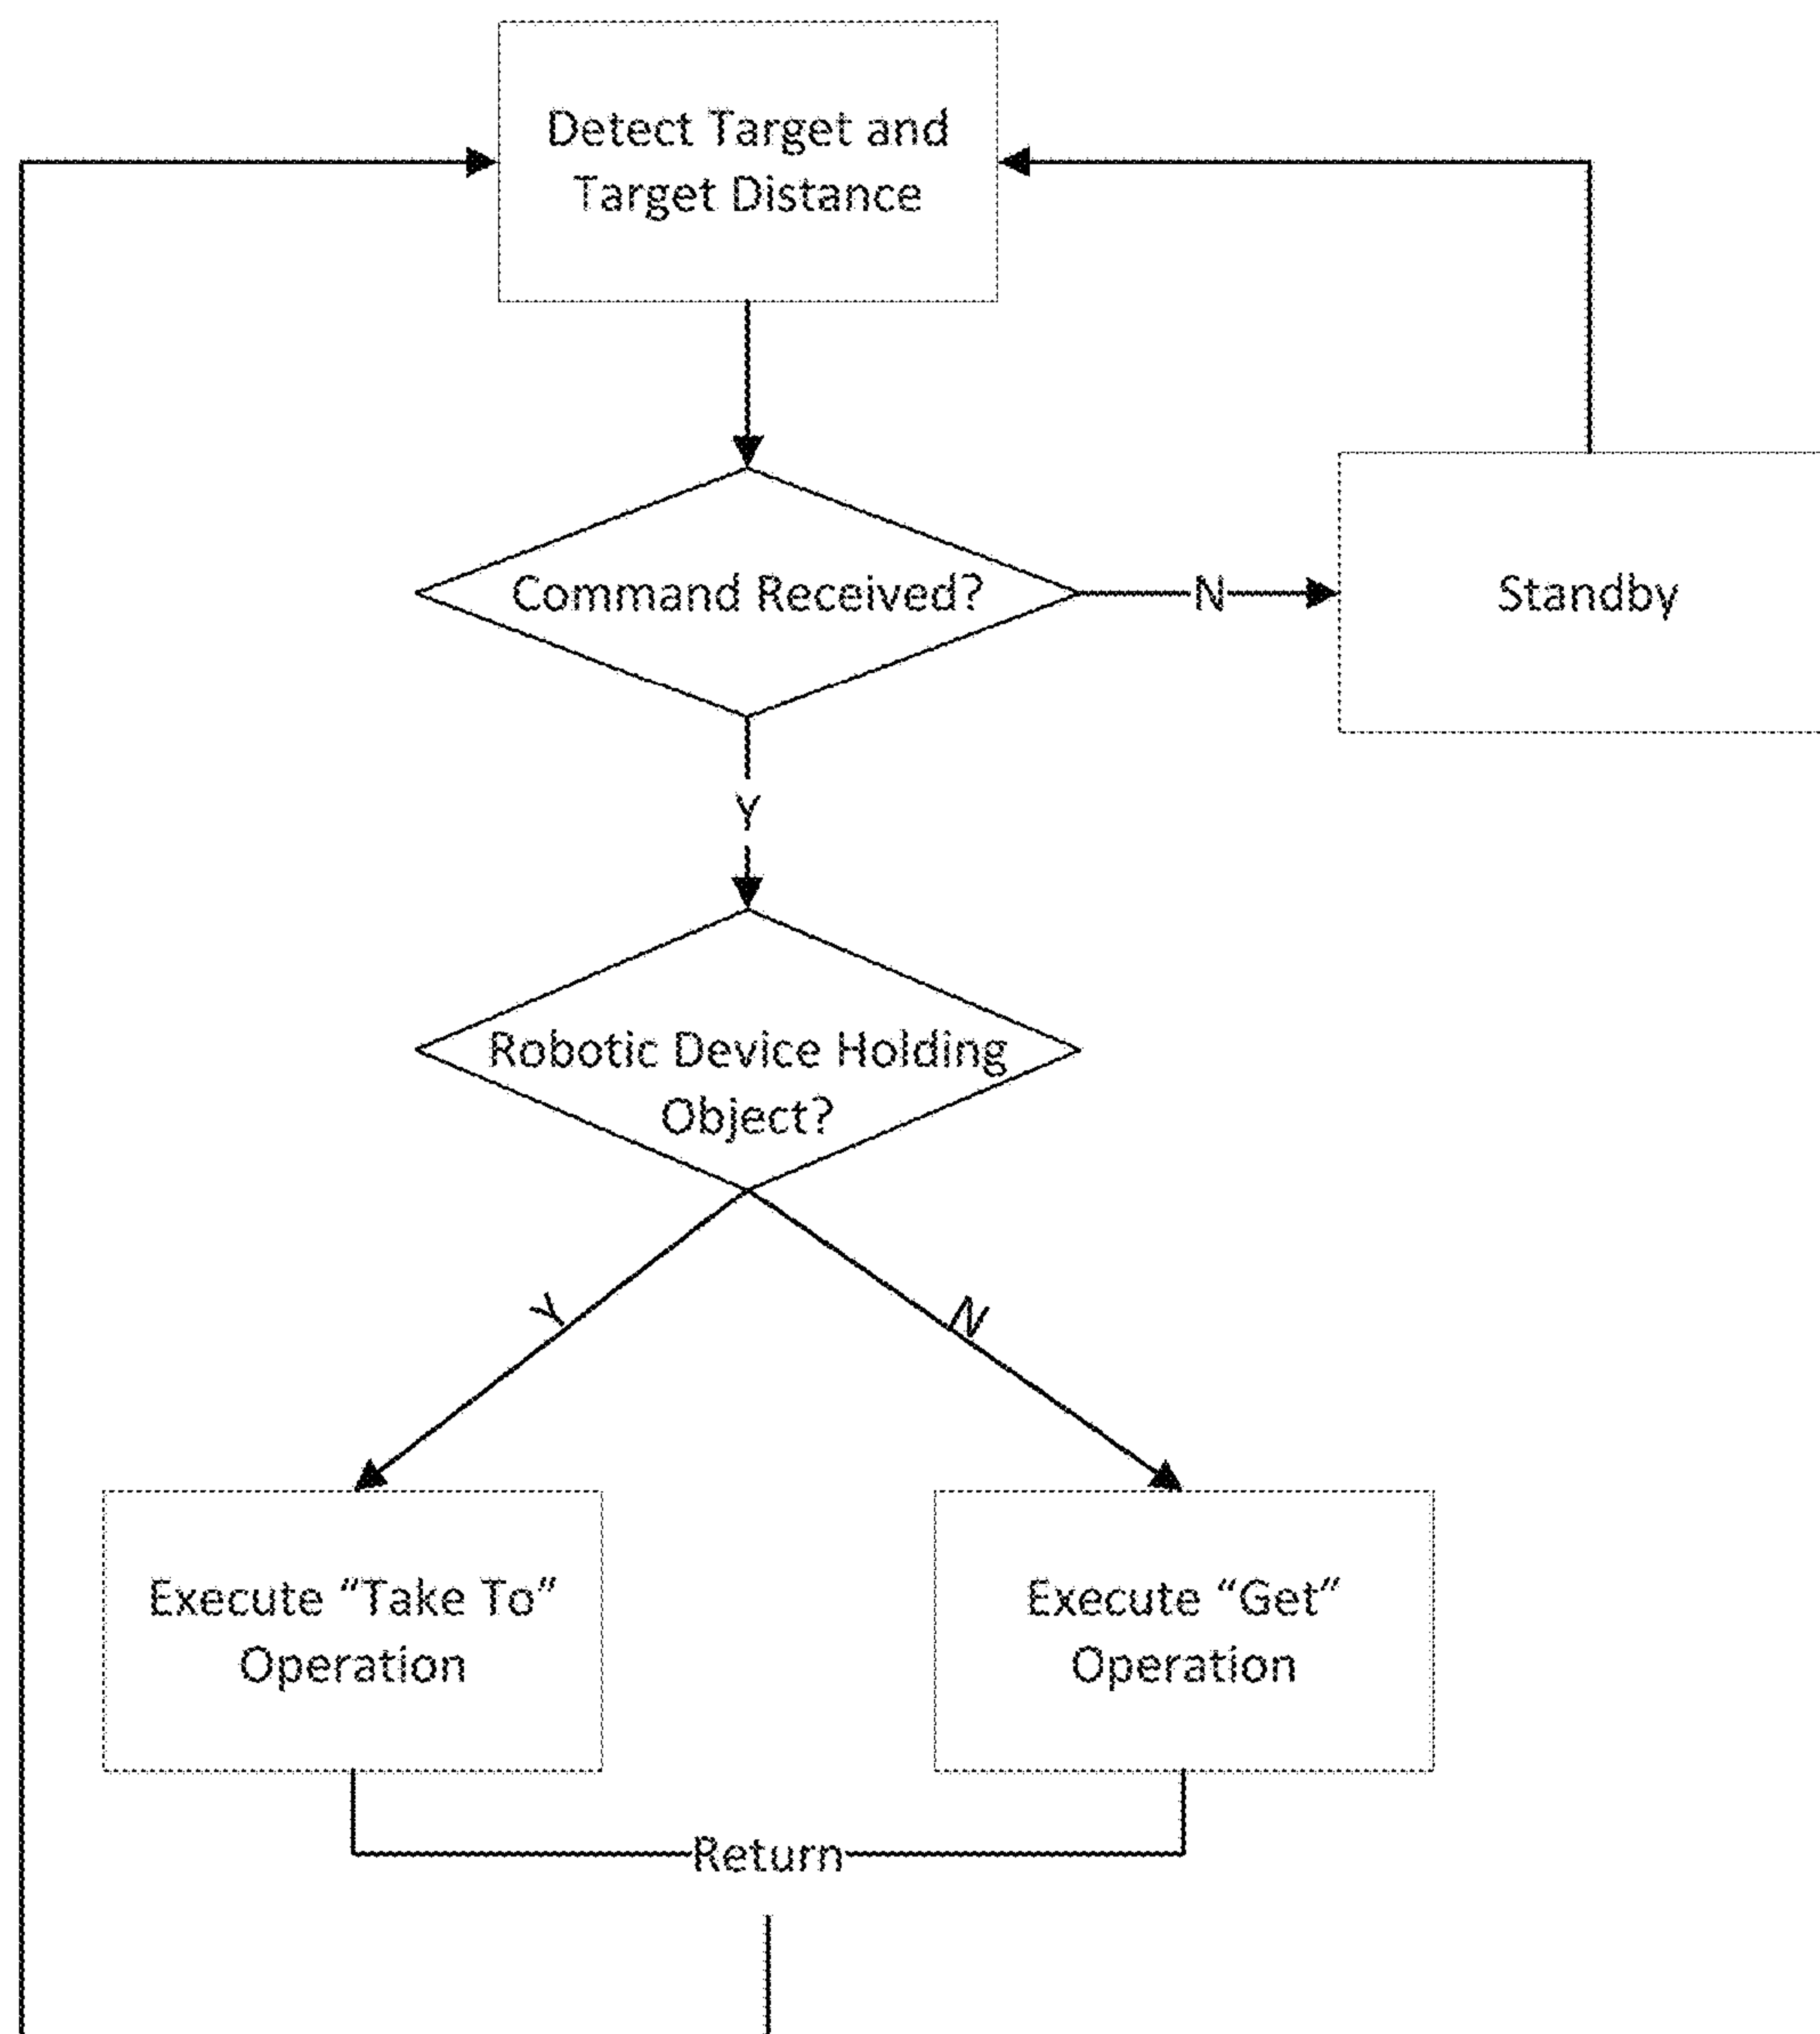 Detect Target and
Target Distance
Command Received?
N
Standby
Y
Robotic Device Holding
Object?
Y
N
Execute “Take To”
Operation
Execute “Get“
Operation
Return